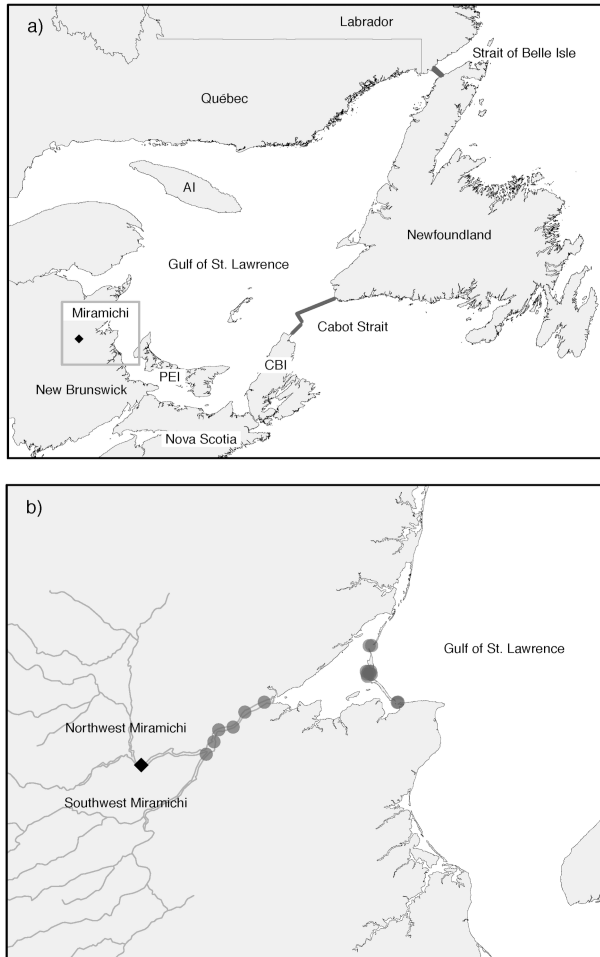 a)
Labrador
Strait of Belle Isle
Québec
AI
Newfoundland
Gulf of St. Lawrence
Miramichi
Cabot Strait
CBI
PEI
New Brunswick
Nova Scotia
b)
Gulf of St. Lawrence
Northwest Miramichi
Southwest Miramichi